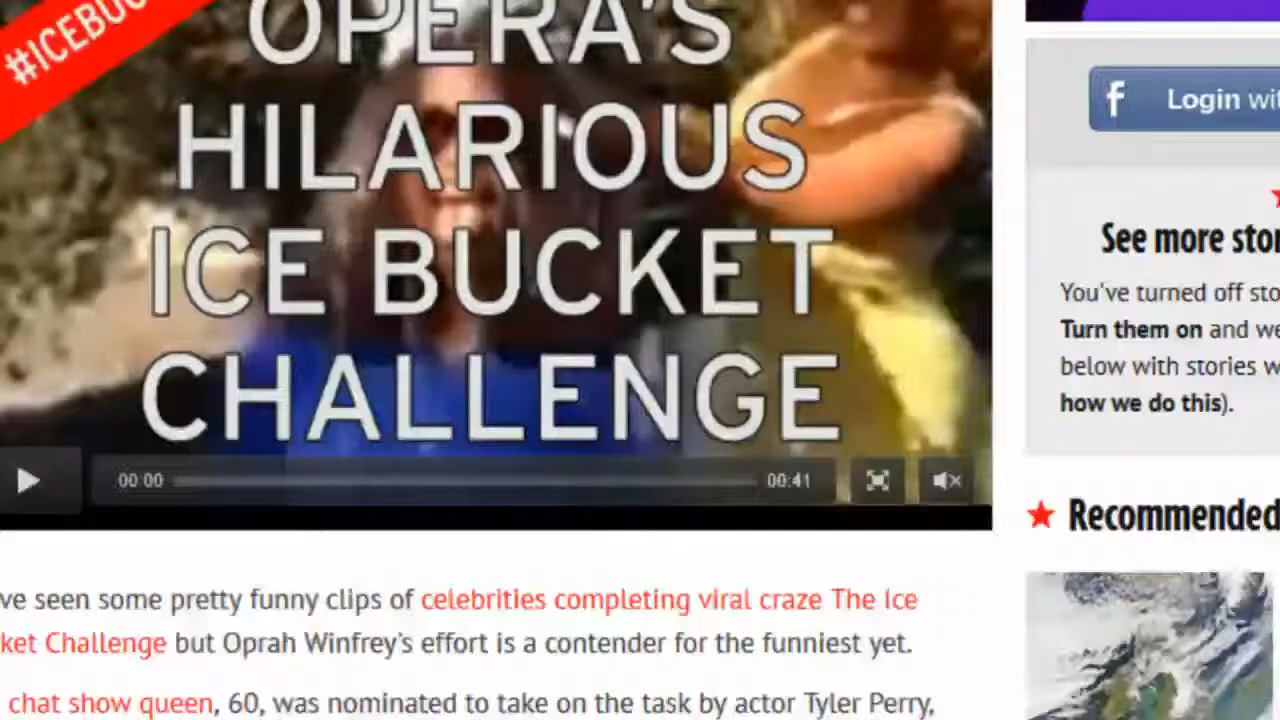 #ICEBUC
OPERA'S
HILARIOUS
ICE BUCKET
CHALLENGE
00:00
00:41
ve seen some pretty funny clips of celebrities completing viral craze The Ice
ket Challenge but Oprah Winfrey's effort is a contender for the funniest yet.
chat show queen, 60, was nominated to take on the task by actor Tyler Perry,
f Login wit
See more stor
You've turned off sto
Turn them on and we
below with stories w
how we do this).
Recommended